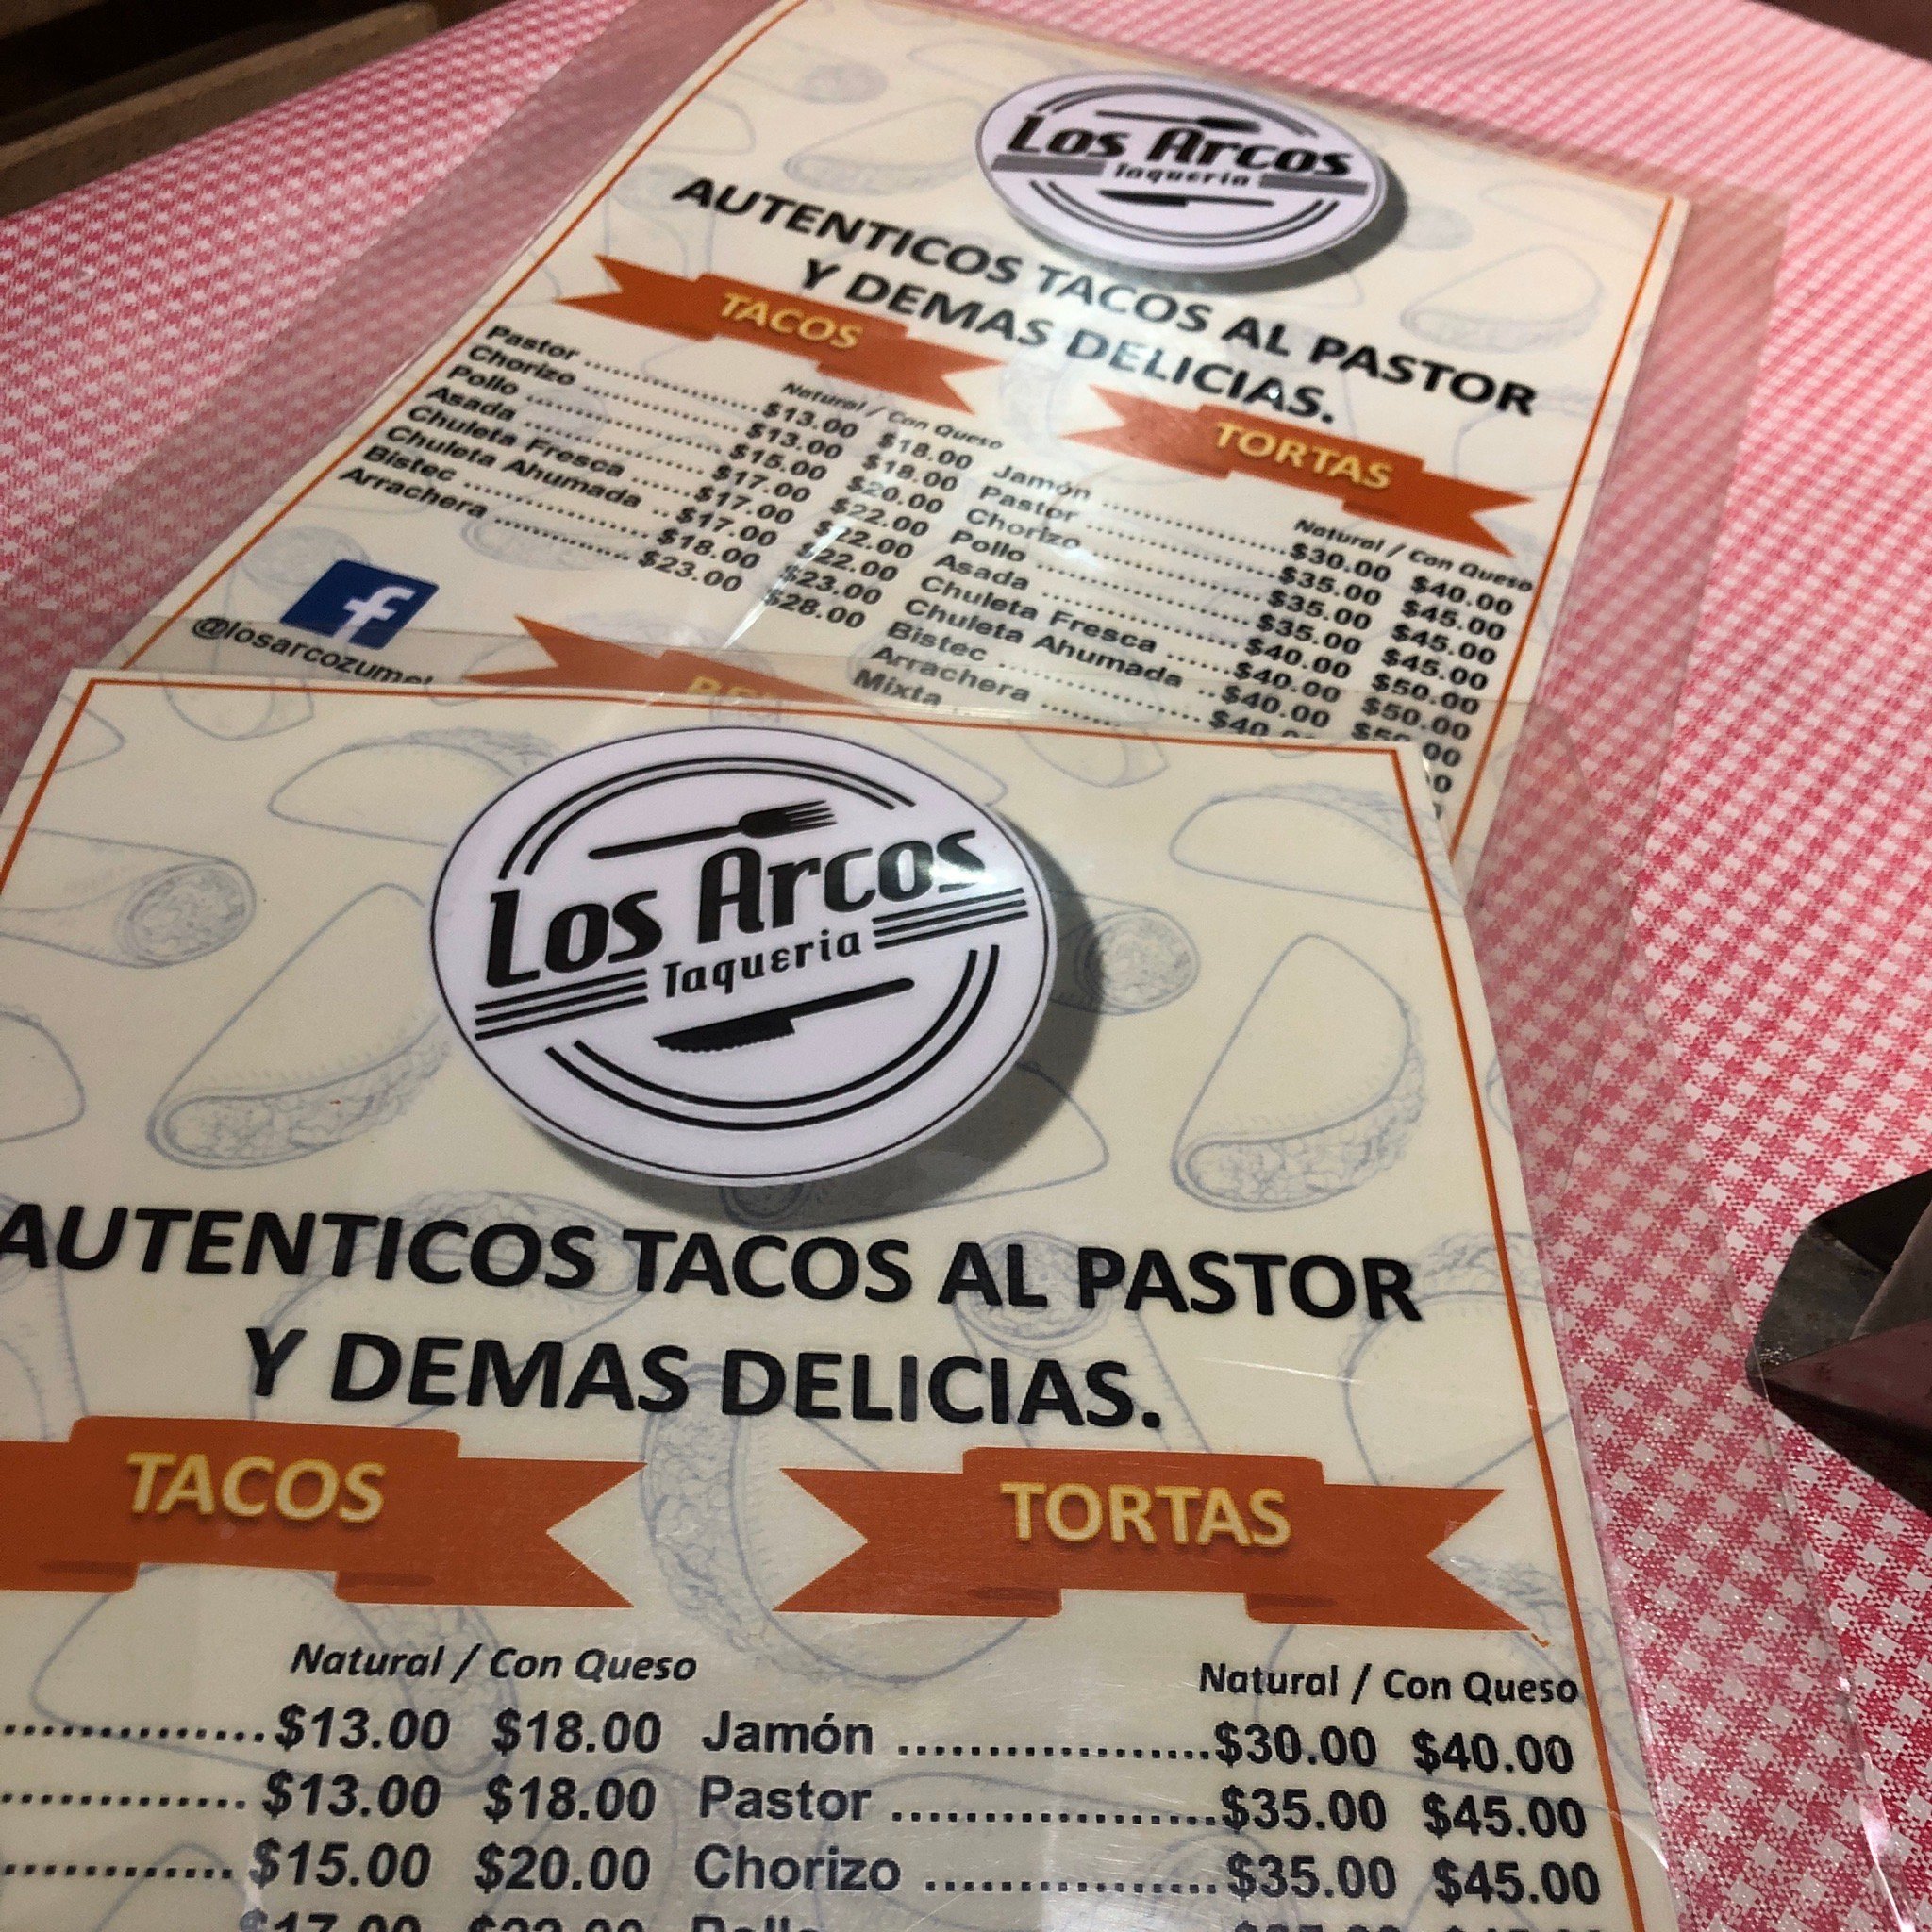 Los Arcos
Taqueria
AUTENTICOS TACOS AL PASTOR
Y DEMAS DELICIAS.
TACOS
Natural / Con Queso
Pastor ........................ $13.00 $18.00
Chorizo ...................... $13.00 $18.00
Pollo .......................... $15.00 $20.00
Asada ........................ $17.00 $22.00
Chuleta Fresca ....... $17.00 $22.00
Chuleta Ahumada .. $17.00 $22.00
Bistec ........................ $18.00 $23.00
Arrachera .................. $23.00 $28.00
@losarcozumel
TORTAS
Natural / Con Queso
Jamón ................... $30.00 $40.00
Pastor ................... $35.00 $45.00
Chorizo ................. $35.00 $45.00
Pollo ..................... $35.00 $45.00
Asada ................... $40.00 $50.00
Chuleta Fresca ...... $40.00 $50.00
Chuleta Ahumada .. $40.00
Bistec ...................
Arrachera ............
Mixta
Los Arcos
Taqueria
AUTENTICOS TACOS AL PASTOR
Y DEMAS DELICIAS.
TACOS
Natural / Con Queso
..............$13.00 $18.00
............. $13.00 $18.00
.............$15.00 $20.00
$17.00 $22.00
TORTAS
Natural / Con Queso
Jamón ...................$30.00 $40.00
Pastor ...................$35.00 $45.00
Chorizo ................$35.00 $45.00
Pollo